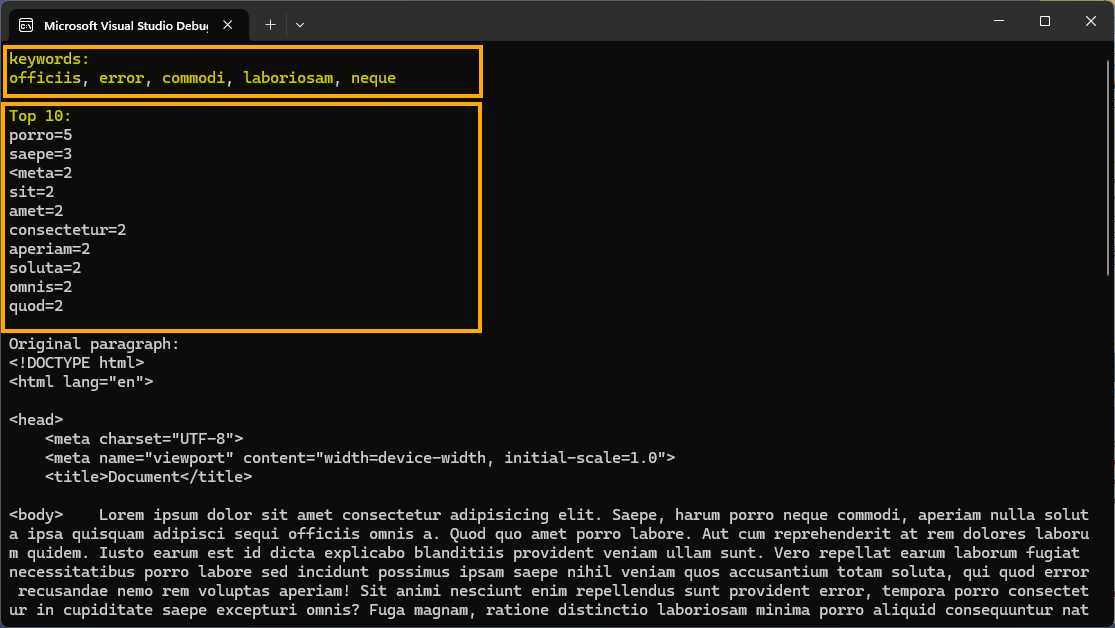 Microsoft Visual Studio Debug
keywords:
officiis, error, commodi, laboriosam, neque
Top 10:
porro=5
saepe=3
<meta=2
sit=2
amet=2
consectetur=2
aperiam=2
soluta=2
omnis=2
quod=2
Original paragraph:
<!DOCTYPE html>
<html lang="en">
<head>
    <meta charset="UTF-8">
    <meta name="viewport" content="width=device-width, initial-scale=1.0">
    <title>Document</title>
<body>    Lorem ipsum dolor sit amet consectetur adipisicing elit. Saepe, harum porro neque commodi, aperiam nulla solut
a ipsa quisquam adipisci sequi officiis omnis a. Quod quo amet porro labore. Aut cum reprehenderit at rem dolores laboru
m quidem. Iusto earum est id dicta explicabo blanditiis provident veniam ullam sunt. Vero repellat earum laborum fugiat
necessitatibus porro labore sed incidunt possimus ipsam saepe nihil veniam quos accusantium totam soluta, qui quod error
 recusandae nemo rem voluptas aperiam! Sit animi nesciunt enim repellendus sunt provident error, tempora porro consectet
ur in cupiditate saepe excepturi omnis? Fuga magnam, ratione distinctio laboriosam minima porro aliquid consequuntur nat